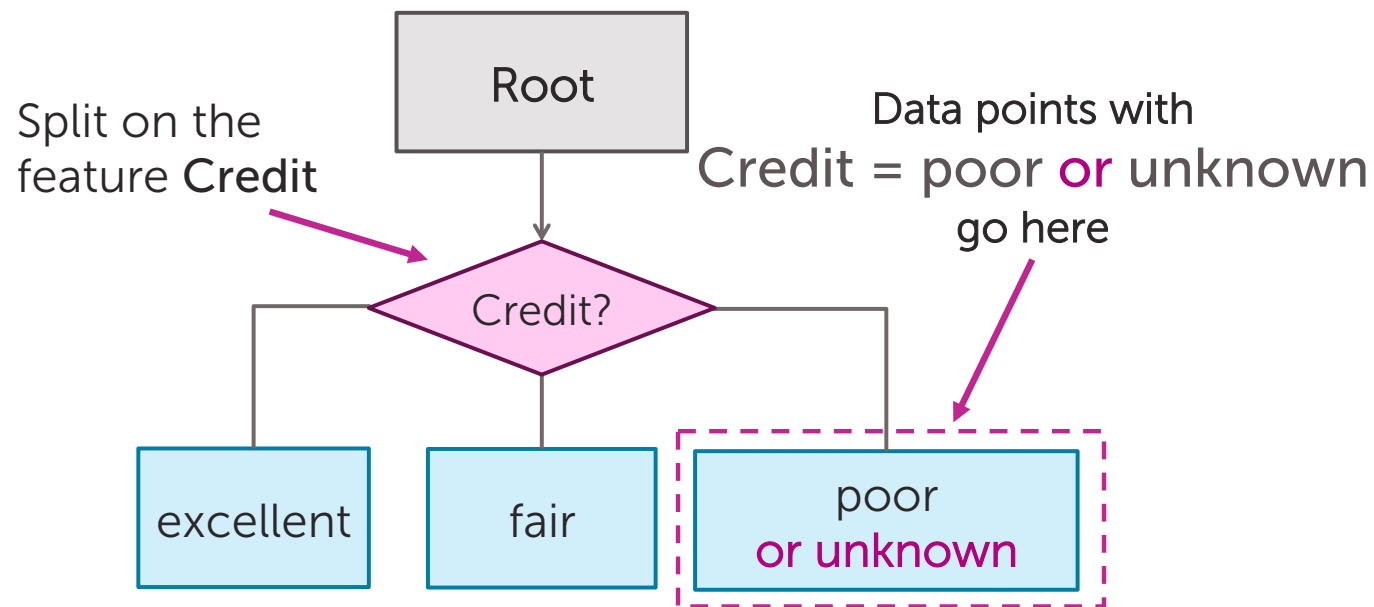 Root
Split on the
feature Credit
Data points with
Credit = poor or unknown
go here
Credit?
excellent
fair
poor
or unknown